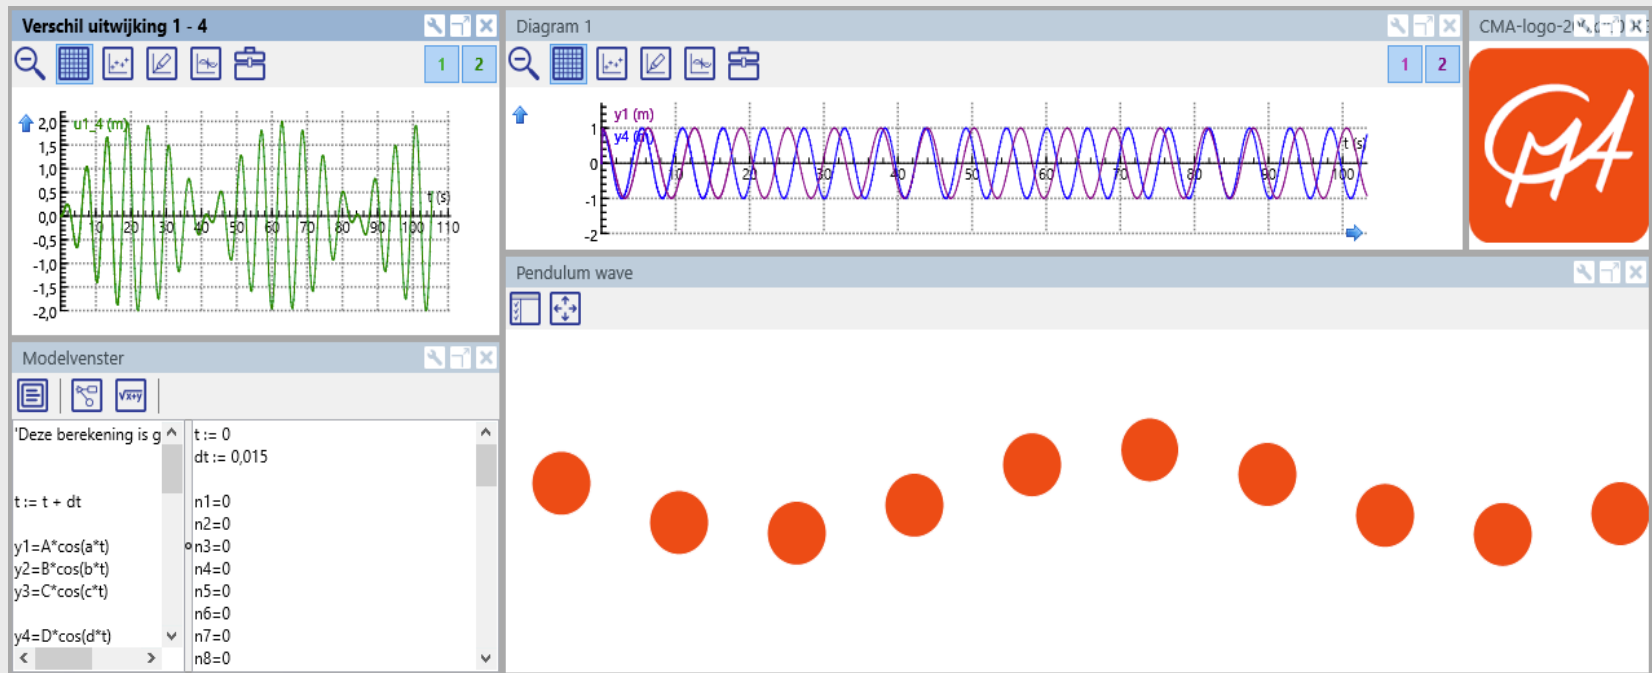 Verschil uitwijking 1 - 4
1 2
u1_4 (m)
2,0
1,5
1,0
0,5
0,0
-0,5
-1,0
-1,5
-2,0
t (s)
10 20 30 40 50 60 70 80 90 100 110
Diagram 1
1 2
y1 (m)
y4 (m)
1
0
-1
-2
t (s)
10 20 30 40 50 60 70 80 90 100
CMA
Modelvenster
√x+y
'Deze berekening is g
t := t + dt
y1=A*cos(a*t)
y2=B*cos(b*t)
y3=C*cos(c*t)
y4=D*cos(d*t)
t := 0
dt := 0,015
n1=0
n2=0
n3=0
n4=0
n5=0
n6=0
n7=0
n8=0
Pendulum wave